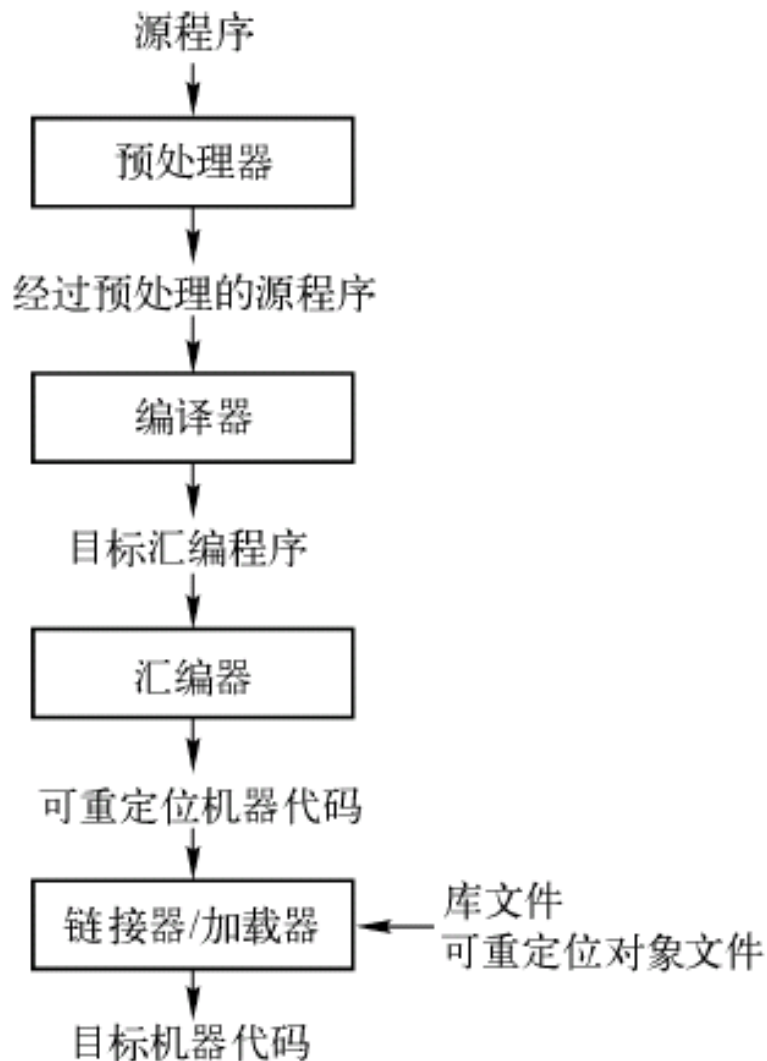 源程序
预处理器
经过预处理的源程序
编译器
目标汇编程序
汇编器
可重定位机器代码
链接器/加载器
库文件
可重定位对象文件
目标机器代码